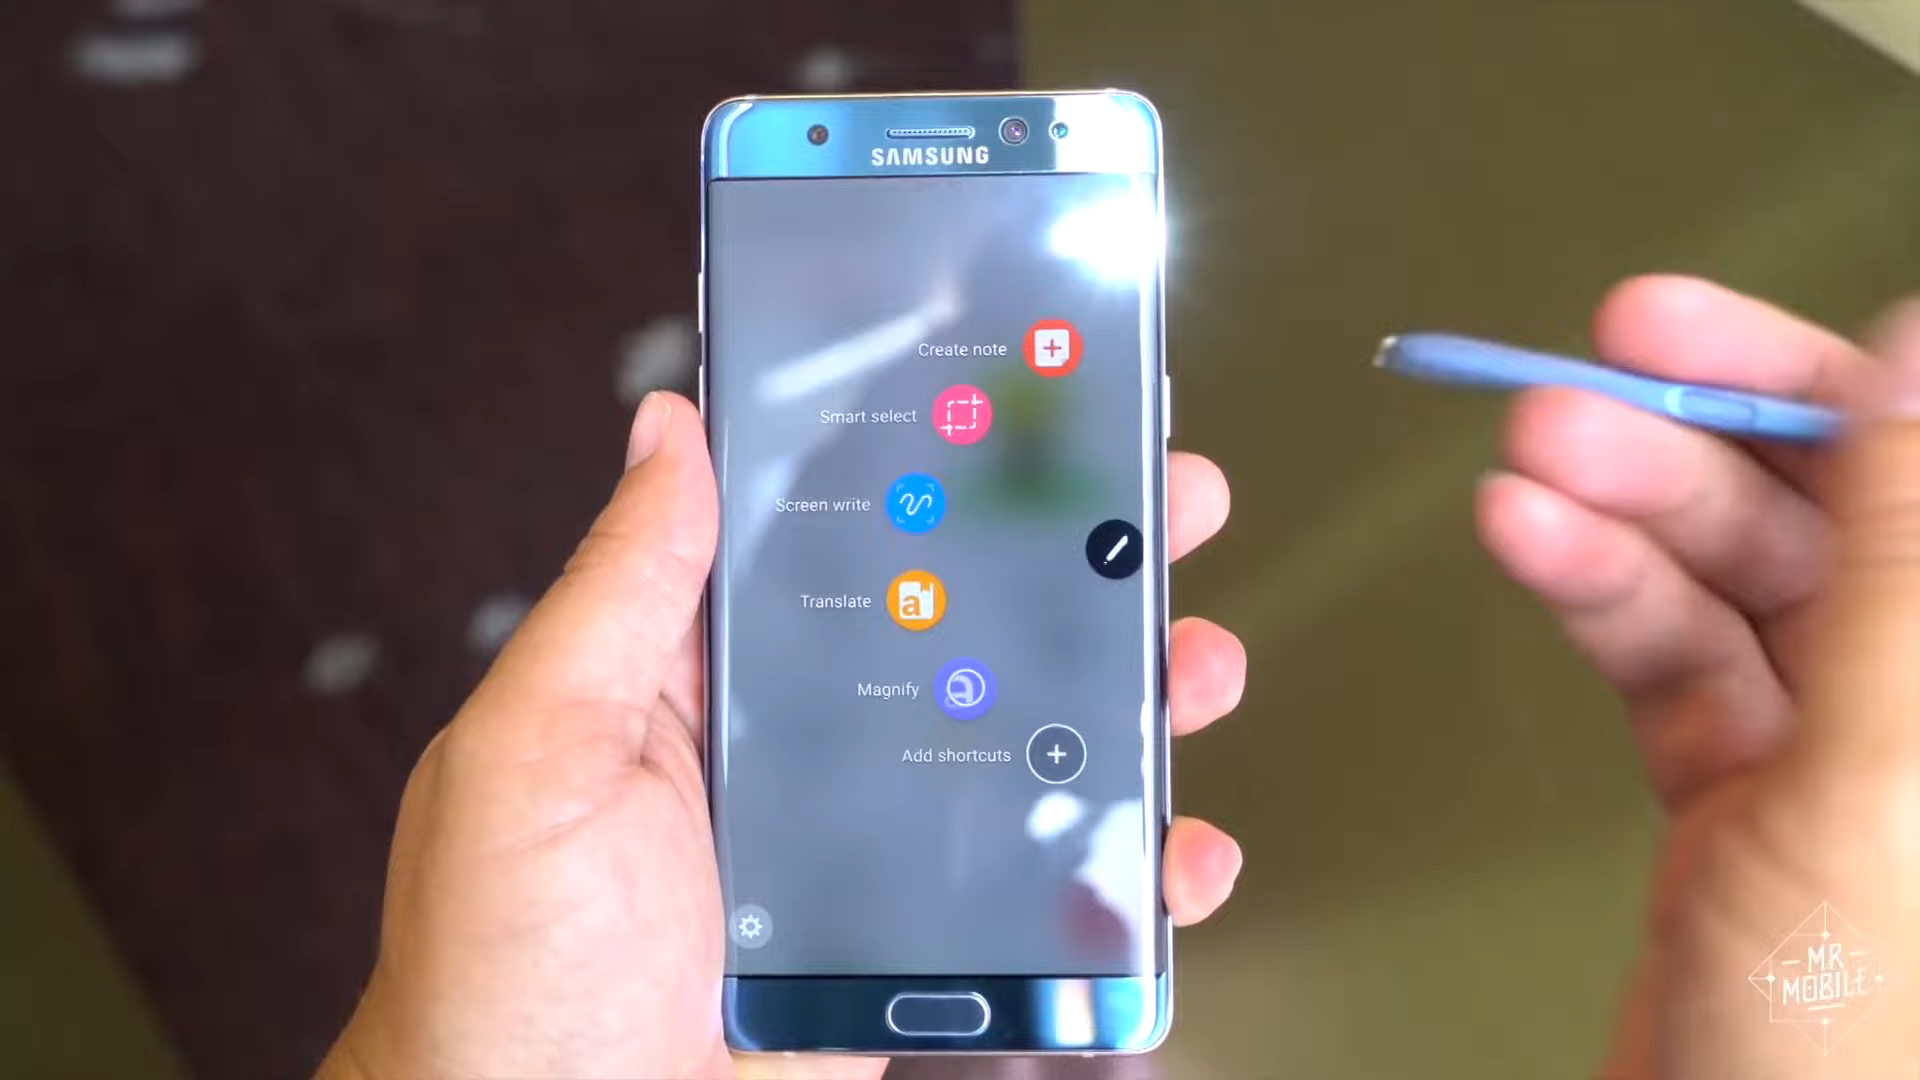 SAMSUNG
Create note
Smart select
Screen write
Translate
a
Magnify
a
Add shortcuts
MR
MOBILE